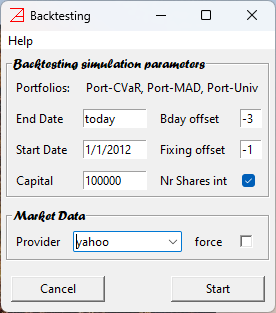 Backtesting
Help
Backtesting simulation parameters
Portfolios: Port-CVaR, Port-MAD, Port-Univ
End Date today Bday offset -3
Start Date 1/1/2012 Fixing offset -1
Capital 100000 Nr Shares int
Market Data
Provider yahoo force
Cancel Start